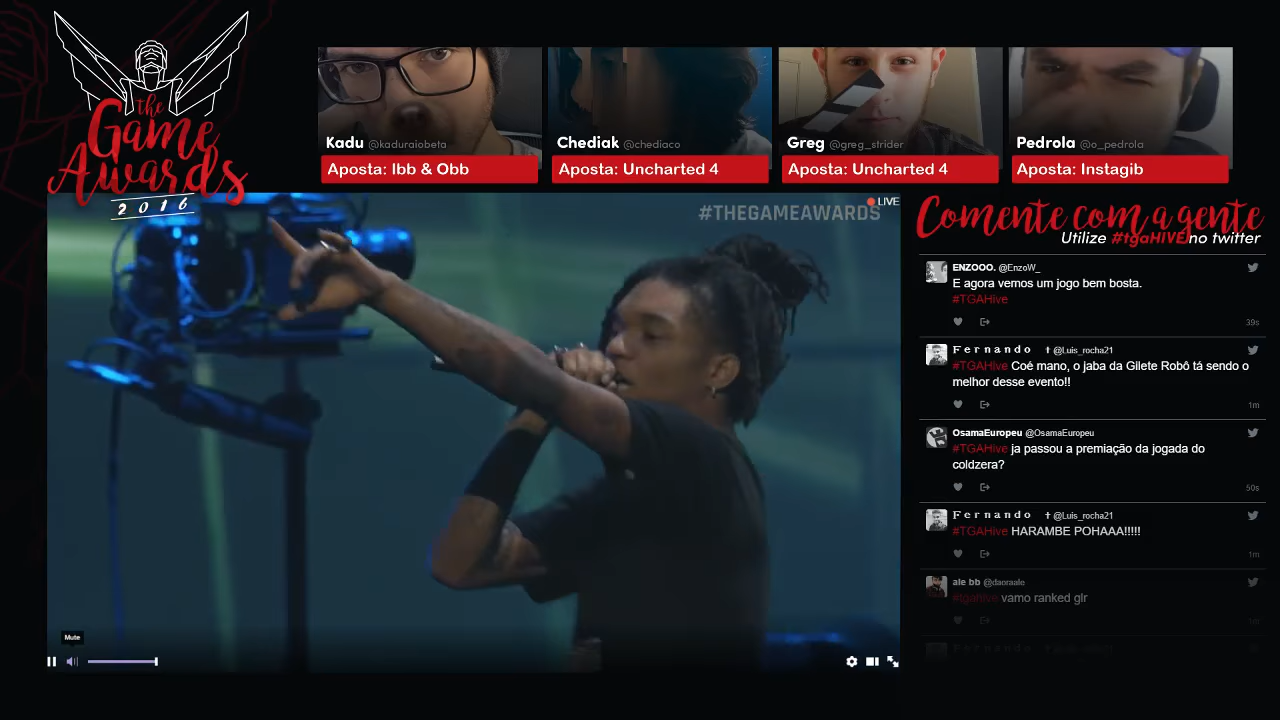 the
Game
Awards
2016
Kadu @kaduraiobeta
Aposta: Ibb & Obb
Chediak @chediaco
Aposta: Uncharted 4
Greg @greg_strider
Aposta: Uncharted 4
Pedrola @o_pedrola
Aposta: Instagib
#THEGAMEAWARDS
LIVE
Mute
Comente com a gente
Utilize #tgaHIVE no twitter
ENZOOO. @EnzoW_
E agora vemos um jogo bem bosta.
#TGAHive
39s
Fernando ✝ @Luis_rocha21
#TGAHive Coé mano, o jaba da Gilete Robô tá sendo o
melhor desse evento!!
1m
OsamaEuropeu @OsamaEuropeu
#TGAHive ja passou a premiação da jogada do
coldzera?
50s
Fernando ✝ @Luis_rocha21
#TGAHive HARAMBE POHAAA!!!!!
1m
ale bb @daoraale
#tgahive vamo ranked glr